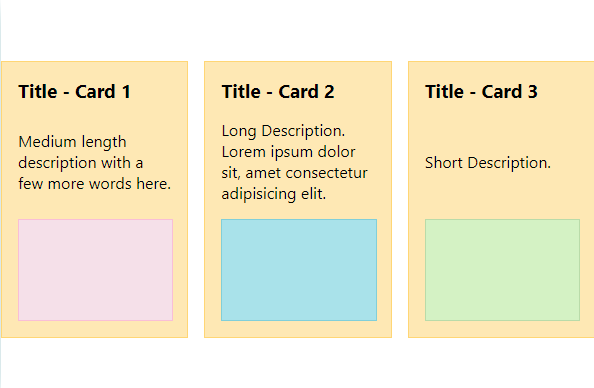 Title - Card 1
Medium length
description with a
few more words here.
Title - Card 2
Long Description.
Lorem ipsum dolor
sit, amet consectetur
adipisicing elit.
Title - Card 3
Short Description.